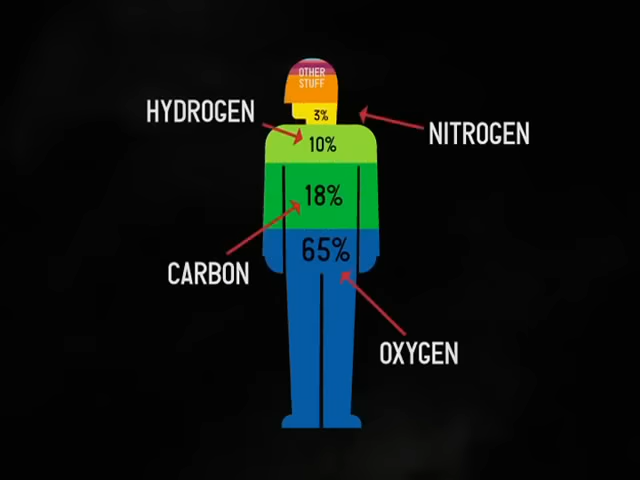 OTHER
STUFF
HYDROGEN
3%
NITROGEN
10%
18%
65%
CARBON
OXYGEN